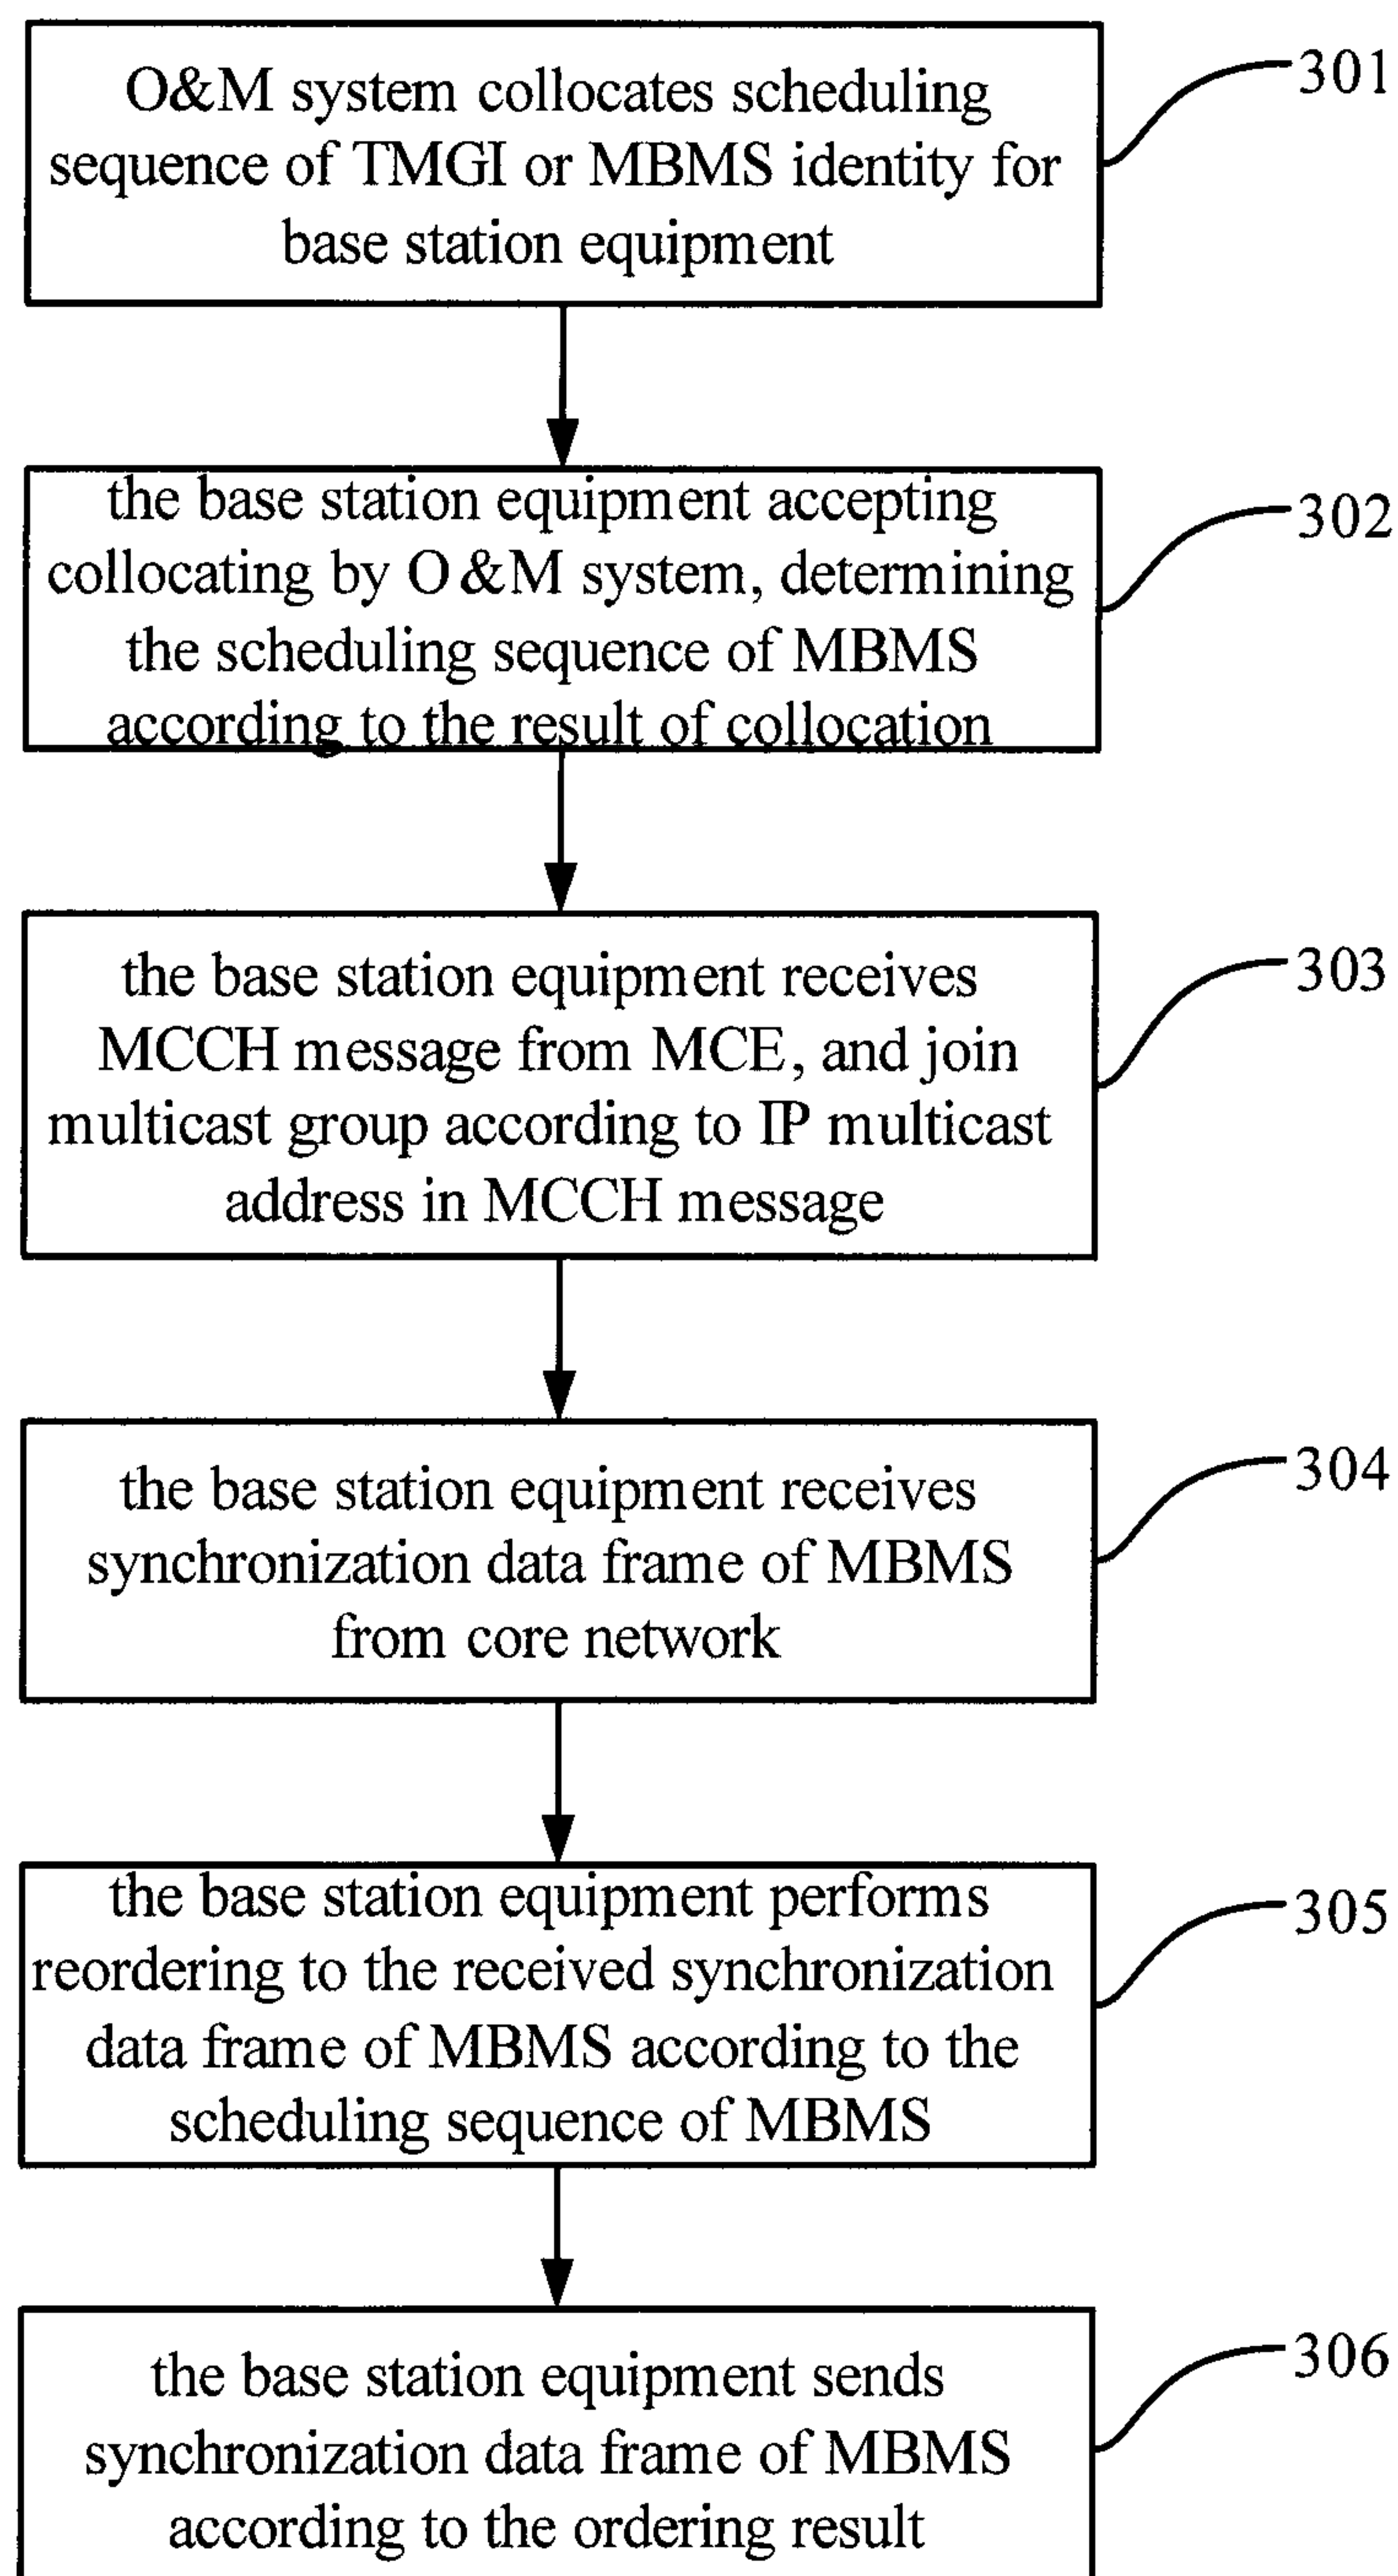 O&M system collocates scheduling
sequence of TMGI or MBMS identity for
base station equipment
301
the base station equipment accepting
collocating by O&M system, determining
the scheduling sequence of MBMS
according to the result of collocation
302
the base station equipment receives
MCCH message from MCE, and join
multicast group according to IP multicast
address in MCCH message
303
the base station equipment receives
synchronization data frame of MBMS
from core network
304
the base station equipment performs
reordering to the received synchronization
data frame of MBMS according to the
scheduling sequence of MBMS
305
the base station equipment sends
synchronization data frame of MBMS
according to the ordering result
306